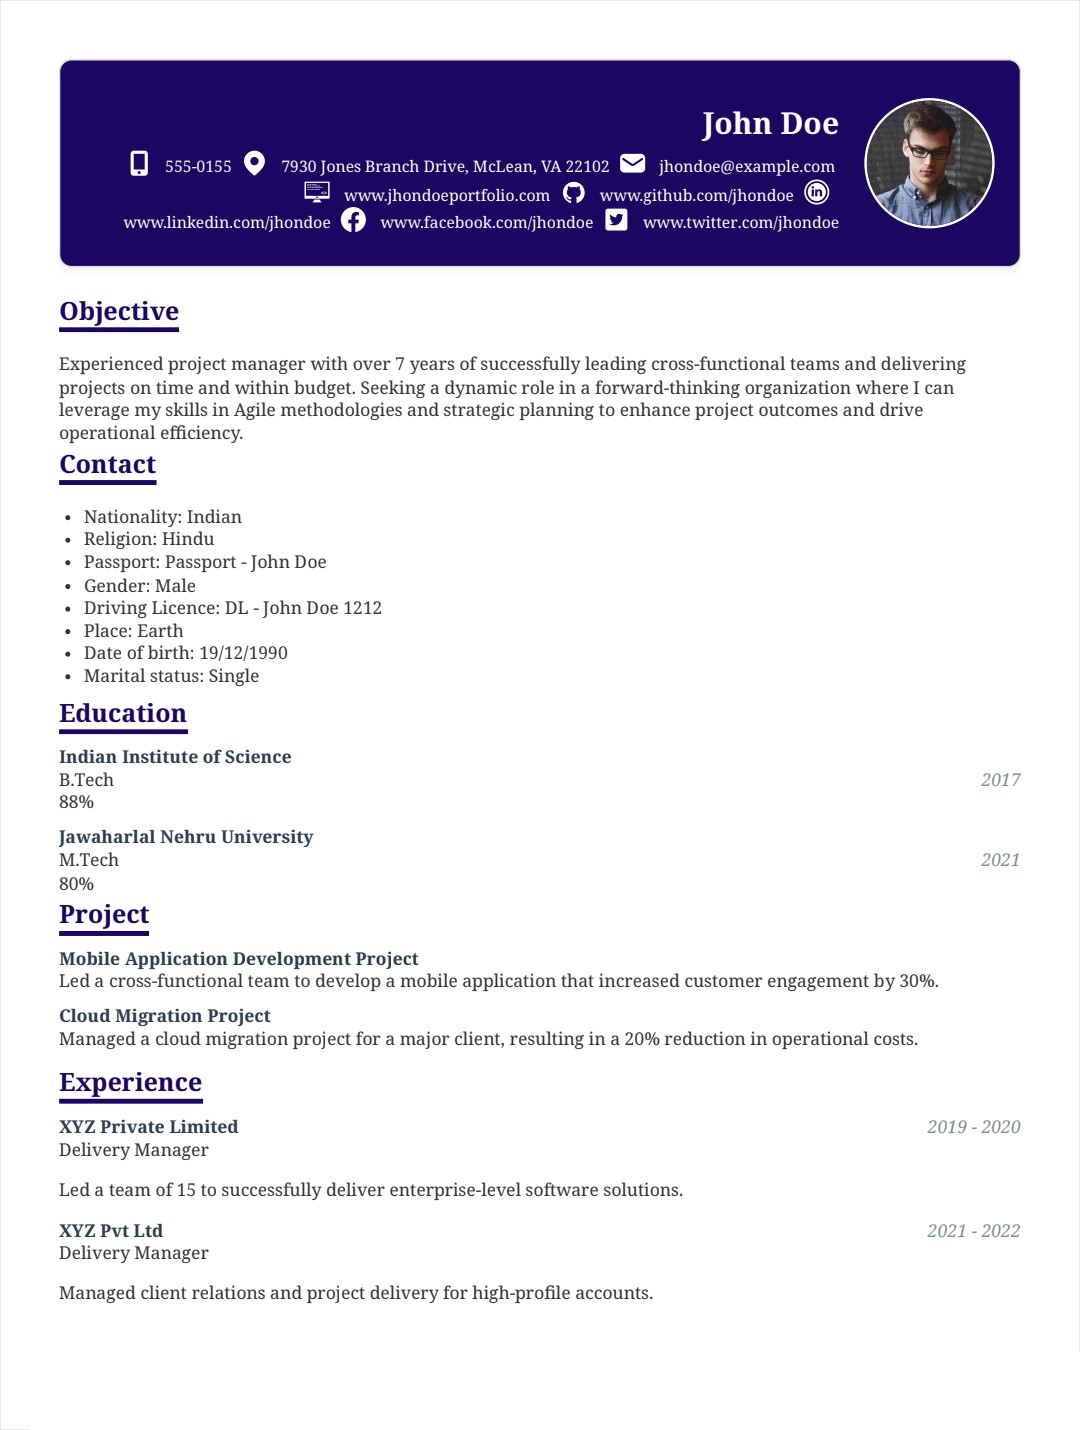 John Doe
555-0155 7930 Jones Branch Drive, McLean, VA 22102 jhondoe@example.com
www.jhondoeportfolio.com www.github.com/jhondoe in
www.linkedin.com/jhondoe www.facebook.com/jhondoe www.twitter.com/jhondoe
Objective
Experienced project manager with over 7 years of successfully leading cross-functional teams and delivering
projects on time and within budget. Seeking a dynamic role in a forward-thinking organization where I can
leverage my skills in Agile methodologies and strategic planning to enhance project outcomes and drive
operational efficiency.
Contact
• Nationality: Indian
• Religion: Hindu
• Passport: Passport - John Doe
• Gender: Male
• Driving Licence: DL - John Doe 1212
• Place: Earth
• Date of birth: 19/12/1990
• Marital status: Single
Education
Indian Institute of Science
B.Tech 2017
88%
Jawaharlal Nehru University
M.Tech 2021
80%
Project
Mobile Application Development Project
Led a cross-functional team to develop a mobile application that increased customer engagement by 30%.
Cloud Migration Project
Managed a cloud migration project for a major client, resulting in a 20% reduction in operational costs.
Experience
XYZ Private Limited 2019 - 2020
Delivery Manager
Led a team of 15 to successfully deliver enterprise-level software solutions.
XYZ Pvt Ltd 2021 - 2022
Delivery Manager
Managed client relations and project delivery for high-profile accounts.